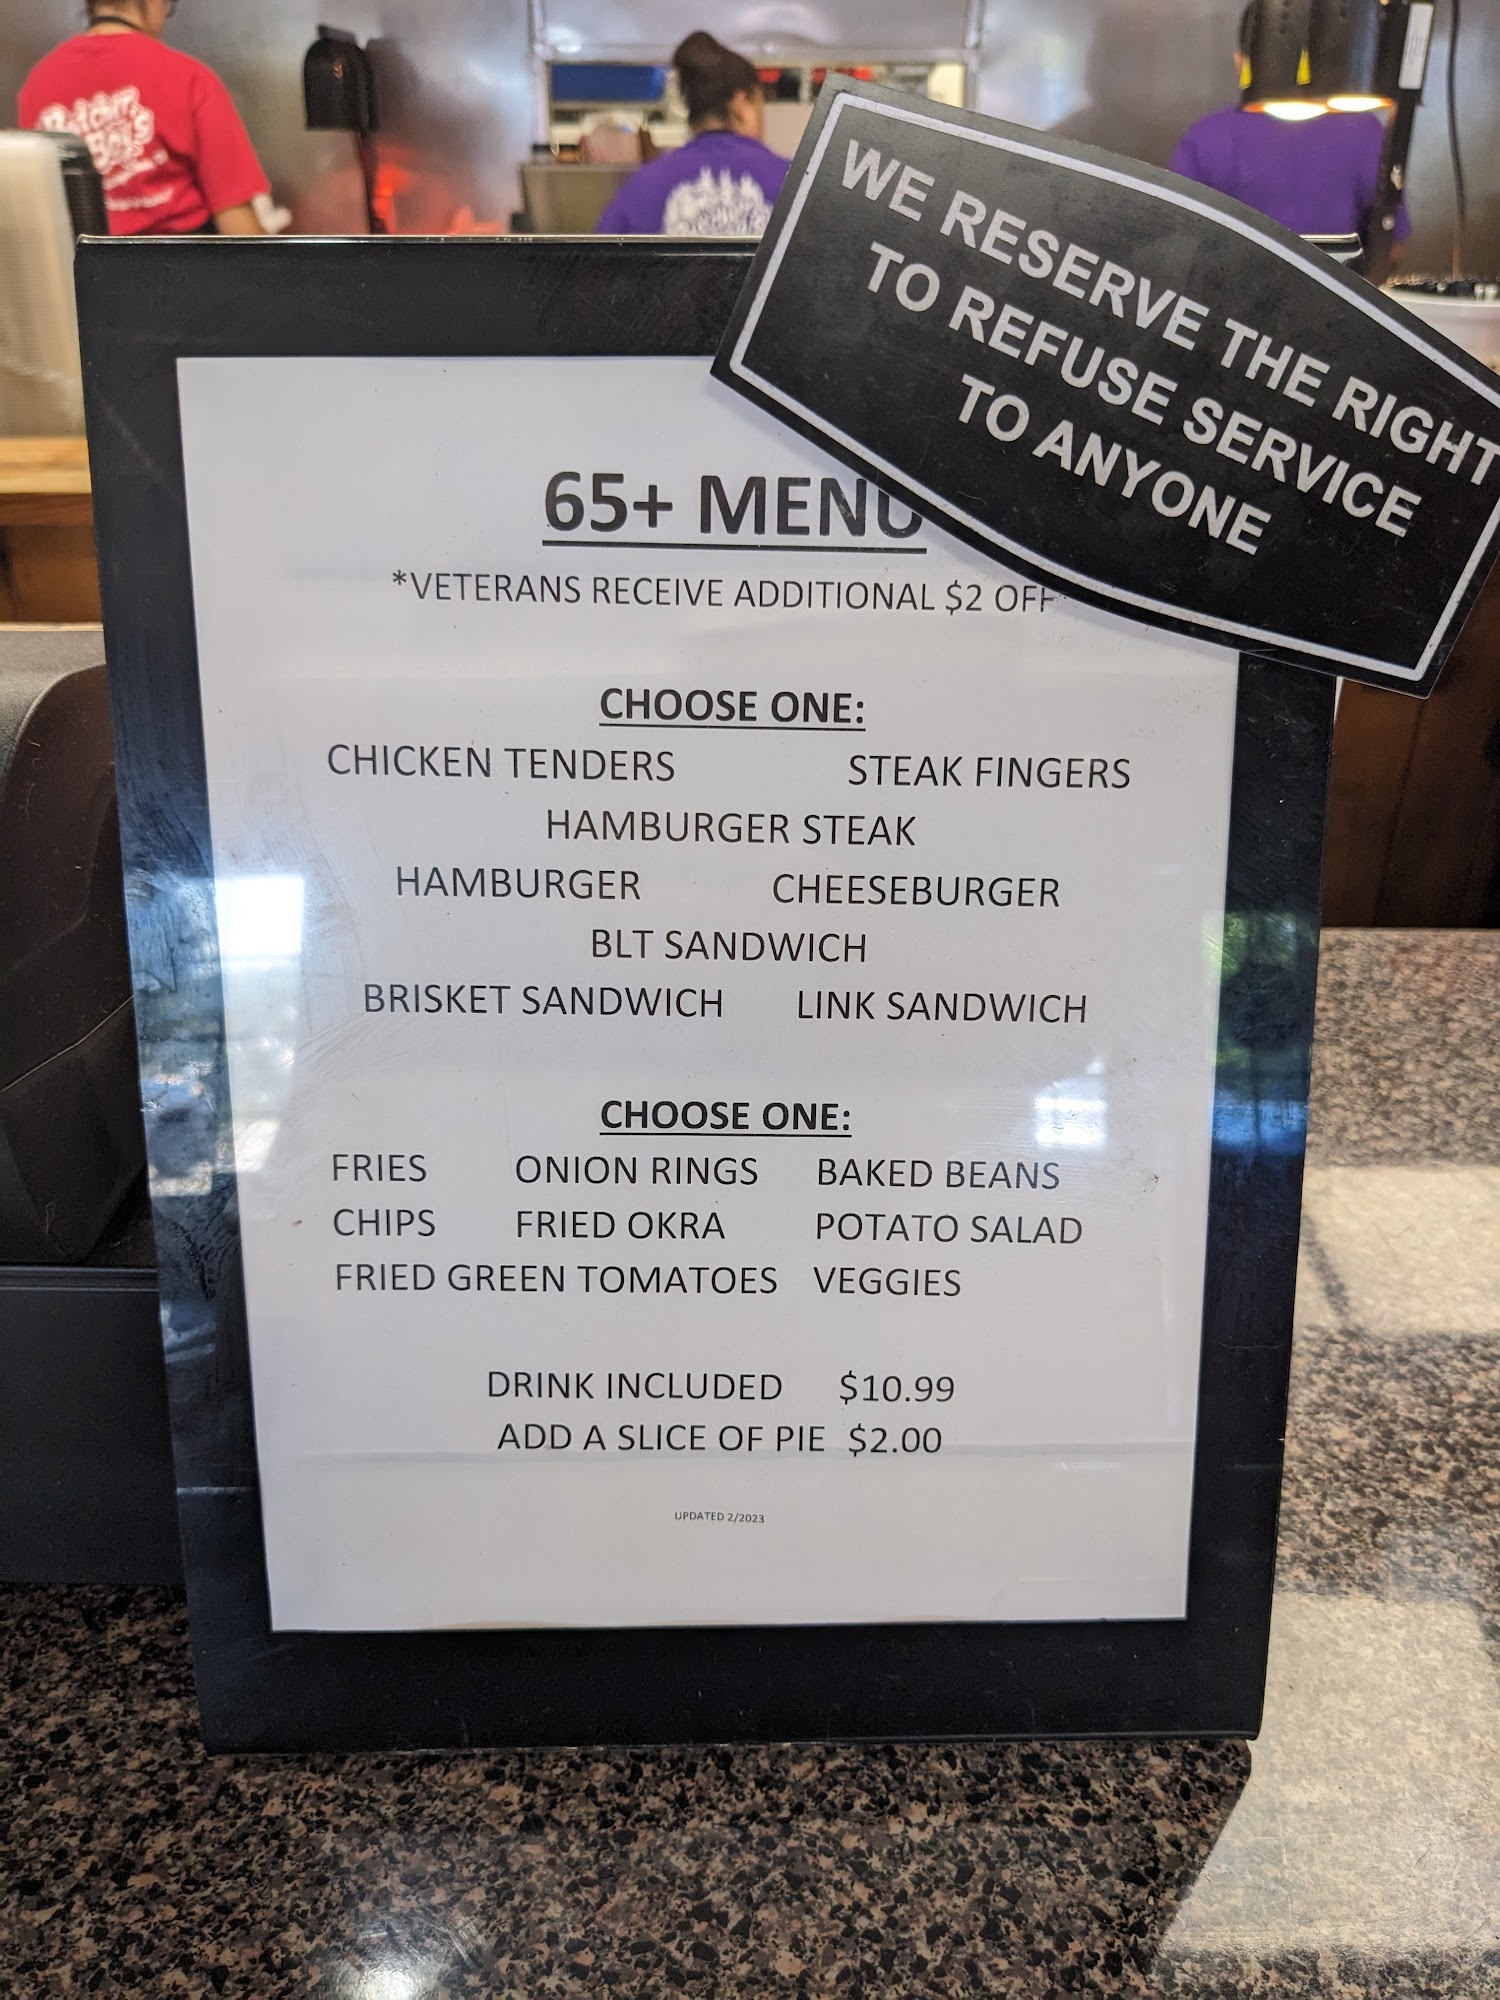 WE RESERVE THE RIGHT
TO REFUSE SERVICE
TO ANYONE
65+ MENU
*VETERANS RECEIVE ADDITIONAL $2 OFF*
CHOOSE ONE:
CHICKEN TENDERS STEAK FINGERS
HAMBURGER STEAK
HAMBURGER CHEESEBURGER
BLT SANDWICH
BRISKET SANDWICH LINK SANDWICH
CHOOSE ONE:
FRIES ONION RINGS BAKED BEANS
CHIPS FRIED OKRA POTATO SALAD
FRIED GREEN TOMATOES VEGGIES
DRINK INCLUDED $10.99
ADD A SLICE OF PIE $2.00
UPDATED 2/2023